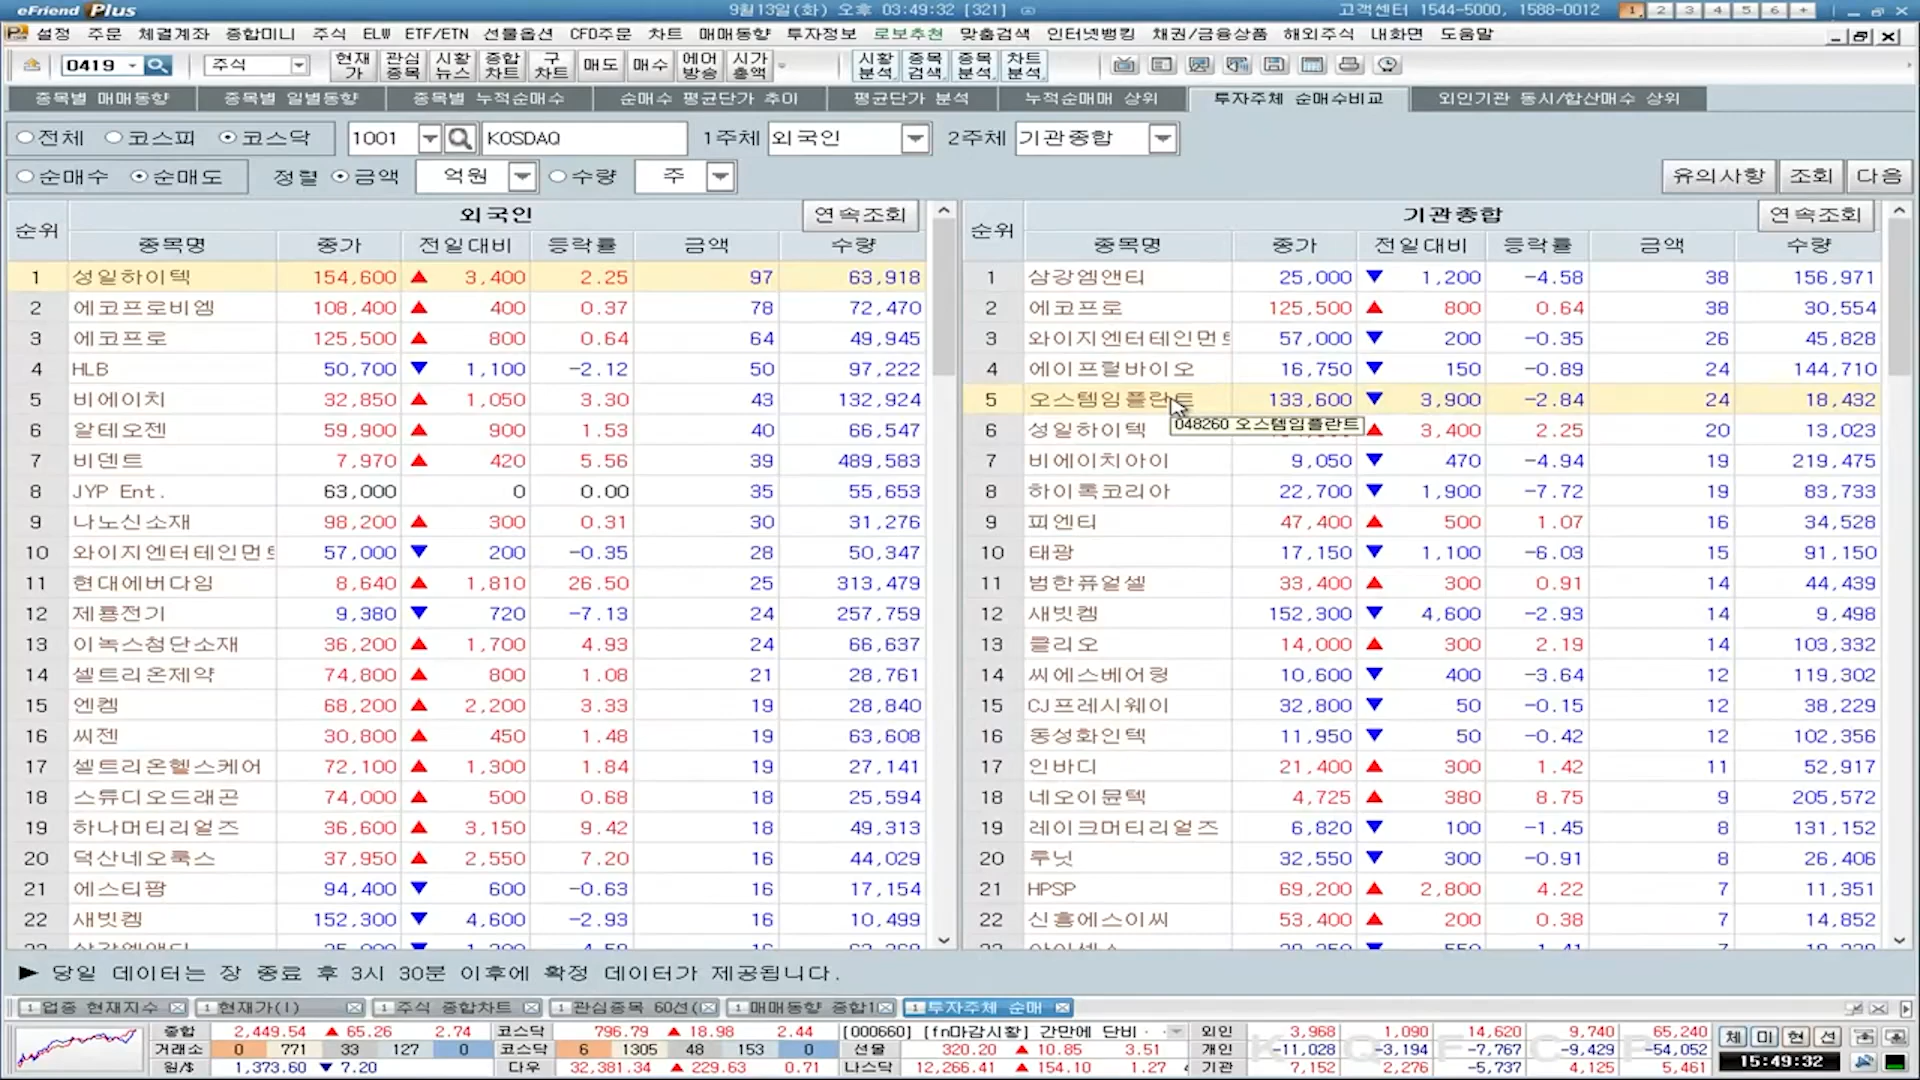 eFriend Plus 9월13일(화) 오후 03:49:32 [321] 고객센터 1544-5000, 1588-0012 1 2 3 4 5 6 +
설정 주문 체결계좌 종합미니 주식 ELW ETF/ETN 선물옵션 CFD주문 차트 매매동향 투자정보 로보추천 맞춤검색 인터넷뱅킹 채권/금융상품 해외주식 내화면 도움말
0419 주식 현재가 관심종목 시황뉴스 종합차트 구차트 매도 매수 에어방송 시가총액 시황분석 종목검색 종목분석 차트분석
종목별 매매동향 종목별 일별동향 종목별 누적순매수 순매수 평균단가 추이 평균단가 분석 누적순매매 상위 투자주체 순매수비교 외인기관 동시/합산매수 상위
전체 코스피 코스닥 1001 KOSDAQ 1주체 외국인 2주체 기관종합
순매수 순매도 정렬 금액 억원 수량 주 유의사항 조회 다음
순위 외국인 연속조회 순위 기관종합 연속조회
종목명 종가 전일대비 등락률 금액 수량 종목명 종가 전일대비 등락률 금액 수량
1 성일하이텍 154,600 ▲ 3,400 2.25 97 63,918 1 삼강엠앤티 25,000 ▼ 1,200 -4.58 38 156,971
2 에코프로비엠 108,400 ▲ 400 0.37 78 72,470 2 에코프로 125,500 ▲ 800 0.64 38 30,554
3 에코프로 125,500 ▲ 800 0.64 64 49,945 3 와이지엔터테인먼트 57,000 ▼ 200 -0.35 26 45,828
4 HLB 50,700 ▼ 1,100 -2.12 50 97,222 4 에이프릴바이오 16,750 ▼ 150 -0.89 24 144,710
5 비에이치 32,850 ▲ 1,050 3.30 43 132,924 5 오스템임플란트 133,600 ▼ 3,900 -2.84 24 18,432
048260 오스템임플란트
6 알테오젠 59,900 ▲ 900 1.53 40 66,547 6 성일하이텍 ▲ 3,400 2.25 20 13,023
7 비덴트 7,970 ▲ 420 5.56 39 489,583 7 비에이치아이 9,050 ▼ 470 -4.94 19 219,475
8 JYP Ent. 63,000 0 0.00 35 55,653 8 하이록코리아 22,700 ▼ 1,900 -7.72 19 83,733
9 나노신소재 98,200 ▲ 300 0.31 30 31,276 9 피엔티 47,400 ▲ 500 1.07 16 34,528
10 와이지엔터테인먼트 57,000 ▼ 200 -0.35 28 50,347 10 태광 17,150 ▼ 1,100 -6.03 15 91,150
11 현대에버다임 8,640 ▲ 1,810 26.50 25 313,479 11 범한퓨얼셀 33,400 ▲ 300 0.91 14 44,439
12 제룡전기 9,380 ▼ 720 -7.13 24 257,759 12 새빗켐 152,300 ▼ 4,600 -2.93 14 9,498
13 이녹스첨단소재 36,200 ▲ 1,700 4.93 24 66,637 13 클리오 14,000 ▲ 300 2.19 14 103,332
14 셀트리온제약 74,800 ▲ 800 1.08 21 28,761 14 씨에스베어링 10,600 ▼ 400 -3.64 12 119,302
15 엔켐 68,200 ▲ 2,200 3.33 19 28,840 15 CJ프레시웨이 32,800 ▼ 50 -0.15 12 38,229
16 씨젠 30,800 ▲ 450 1.48 19 63,608 16 동성화인텍 11,950 ▼ 50 -0.42 12 102,356
17 셀트리온헬스케어 72,100 ▲ 1,300 1.84 19 27,141 17 인바디 21,400 ▲ 300 1.42 11 52,917
18 스튜디오드래곤 74,000 ▲ 500 0.68 18 25,594 18 네오이뮨텍 4,725 ▲ 380 8.75 9 205,572
19 하나머티리얼즈 36,600 ▲ 3,150 9.42 18 49,313 19 레이크머티리얼즈 6,820 ▼ 100 -1.45 8 131,152
20 덕산네오룩스 37,950 ▲ 2,550 7.20 16 44,029 20 루닛 32,550 ▼ 300 -0.91 8 26,406
21 에스티팜 94,400 ▼ 600 -0.63 16 17,154 21 HPSP 69,200 ▲ 2,800 4.22 7 11,351
22 새빗켐 152,300 ▼ 4,600 -2.93 16 10,499 22 신흥에스이씨 53,400 ▲ 200 0.38 7 14,852
▶ 당일 데이터는 장 종료 후 3시 30분 이후에 확정 데이터가 제공됩니다.
1 업종 현재지수 1 현재가(I) 1 주식 종합차트 1 관심종목 60선( 1 매매동향 종합1 1 투자주체 순매
종합 2,449.54 ▲ 65.26 2.74 코스닥 796.79 ▲ 18.98 2.44 [000660] [fn마감시황] 간만에 단비 외인 3,968 1,090 14,620 9,740 65,240 체 미 현 선
거래소 0 771 33 127 0 코스닥 6 1305 48 153 0 선물 320.20 ▲ 10.85 3.51 개인 -11,028 -3,194 -7,767 -9,429 -54,052
원/$ 1,373.60 ▼ 7.20 다우 32,381.34 ▲ 229.63 0.71 나스닥 12,266.41 ▲ 154.10 1.27 기관 7,152 2,276 -5,737 4,125 5,461 15:49:32